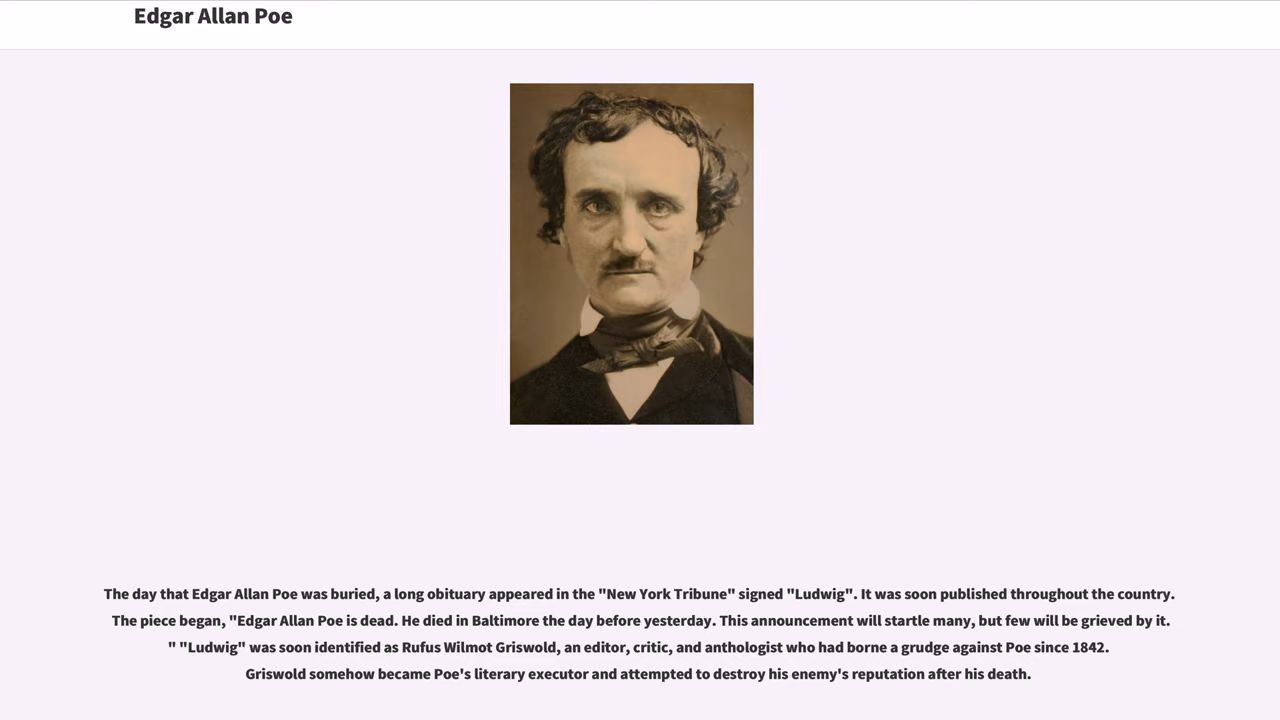 Edgar Allan Poe
The day that Edgar Allan Poe was buried, a long obituary appeared in the "New York Tribune" signed "Ludwig". It was soon published throughout the country.
The piece began, "Edgar Allan Poe is dead. He died in Baltimore the day before yesterday. This announcement will startle many, but few will be grieved by it.
" "Ludwig" was soon identified as Rufus Wilmot Griswold, an editor, critic, and anthologist who had borne a grudge against Poe since 1842.
Griswold somehow became Poe's literary executor and attempted to destroy his enemy's reputation after his death.